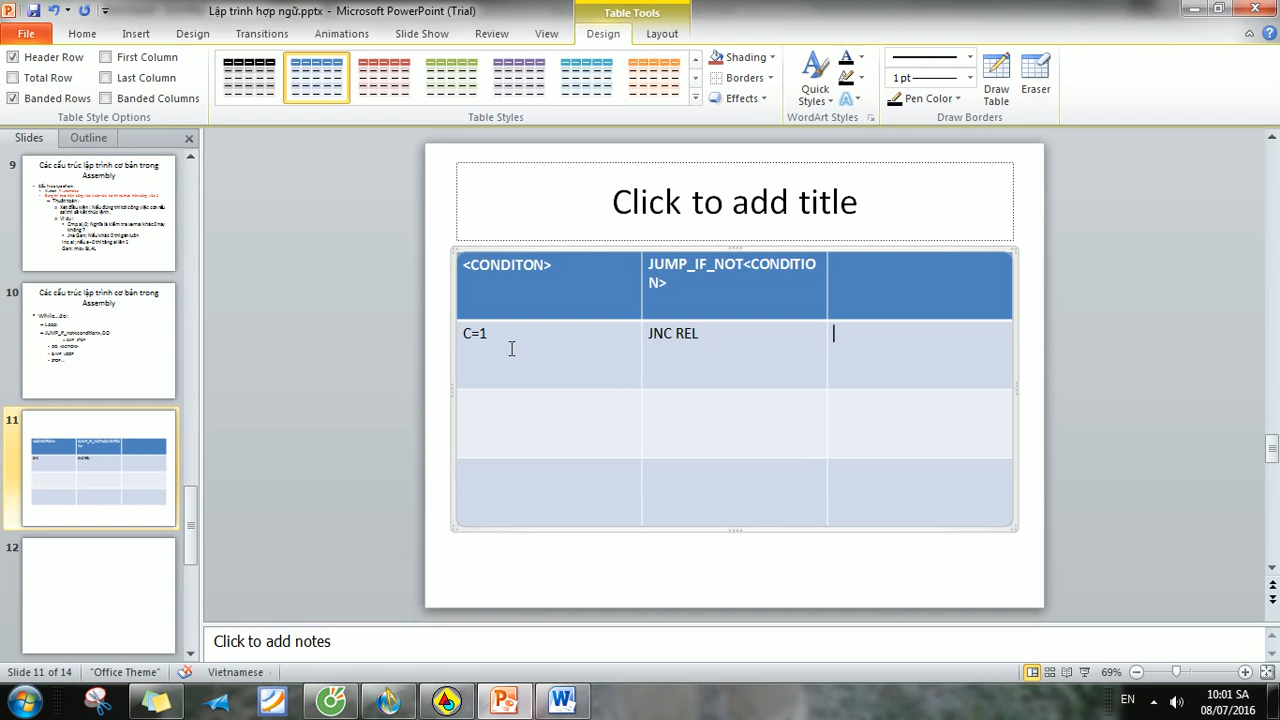 Lập trình hợp ngữ.pptx - Microsoft PowerPoint (Trial)
Table Tools
File Home Insert Design Transitions Animations Slide Show Review View Design Layout
Header Row First Column
Total Row Last Column
Banded Rows Banded Columns
Table Style Options
Table Styles
Shading
Borders
Effects
Quick
Styles
WordArt Styles
1 pt
Pen Color
Draw
Table
Eraser
Draw Borders
Slides Outline
9
Các cấu trúc lập trình cơ bản trong
Assembly
10
Các cấu trúc lập trình cơ bản trong
Assembly
While...do:
Loop:
11
12
Click to add title
<CONDITON>
JUMP_IF_NOT<CONDITIO
N>
C=1
JNC REL
Click to add notes
Slide 11 of 14
"Office Theme"
Vietnamese
69%
EN
10:01 SA
08/07/2016